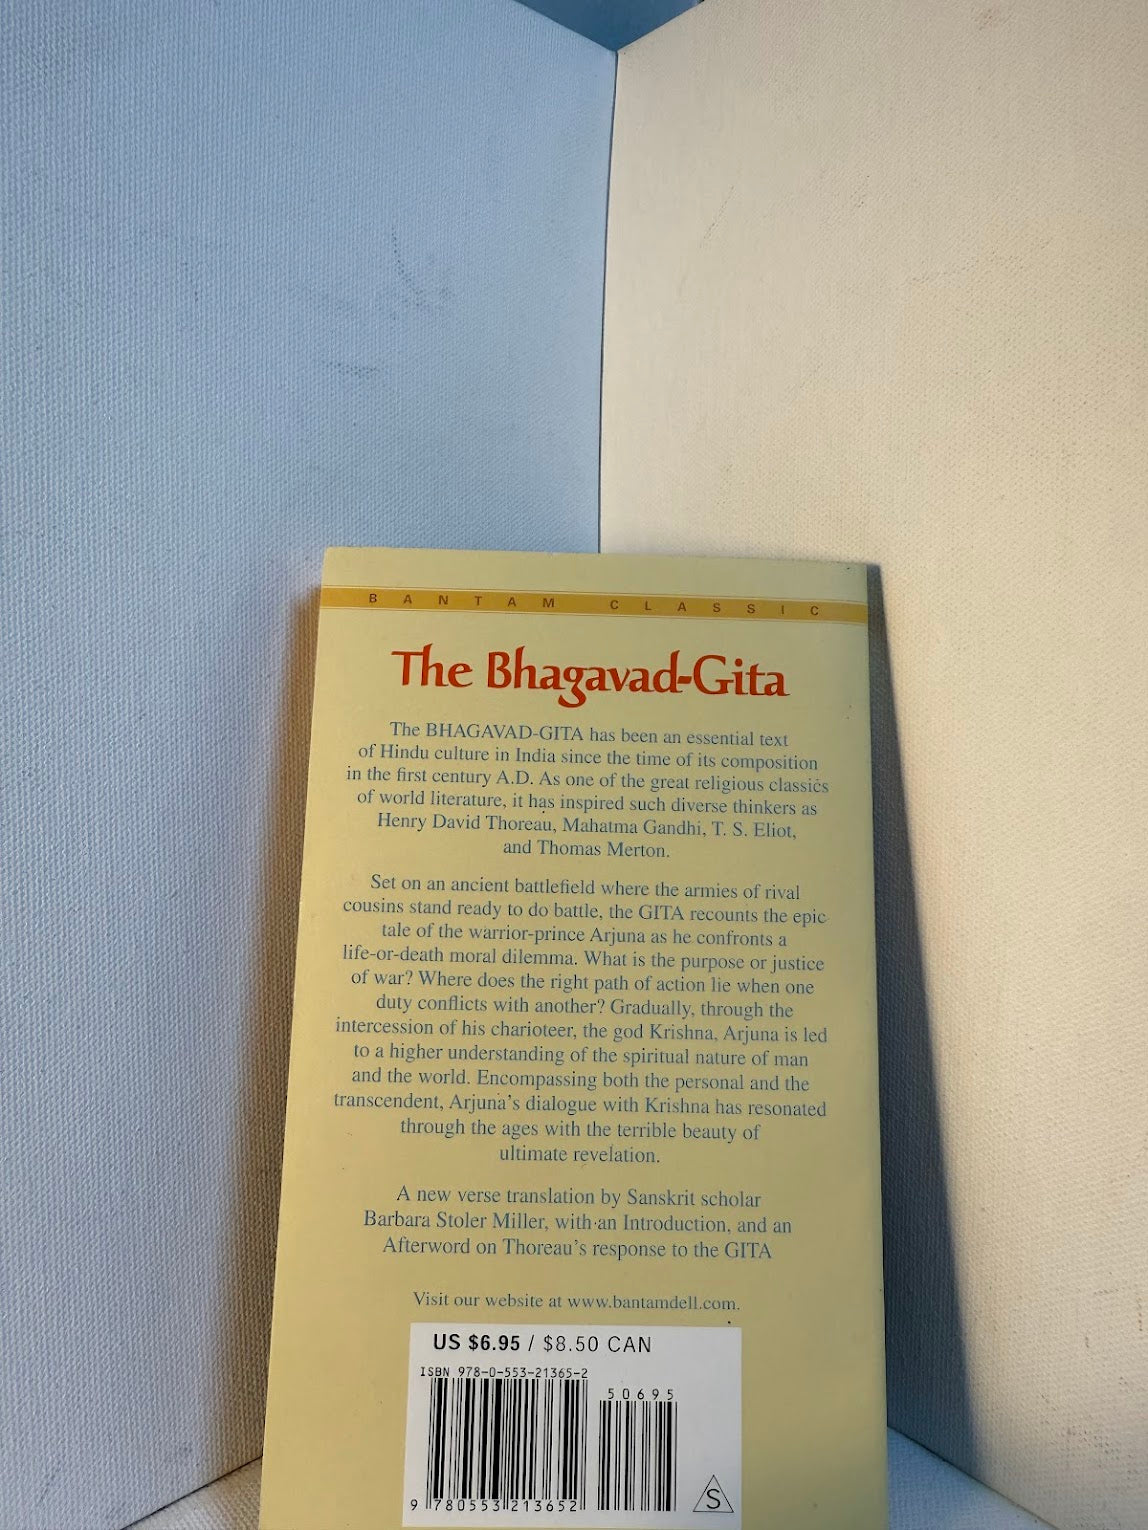 BANTAM CLASSIC
The Bhagavad-Gita
The BHAGAVAD-GITA has been an essential text
of Hindu culture in India since the time of its composition
in the first century A.D. As one of the great religious classics
of world literature, it has inspired such diverse thinkers as
Henry David Thoreau, Mahatma Gandhi, T. S. Eliot,
and Thomas Merton.
Set on an ancient battlefield where the armies of rival
cousins stand ready to do battle, the GITA recounts the epic
tale of the warrior-prince Arjuna as he confronts a
life-or-death moral dilemma. What is the purpose or justice
of war? Where does the right path of action lie when one
duty conflicts with another? Gradually, through the
intercession of his charioteer, the god Krishna, Arjuna is led
to a higher understanding of the spiritual nature of man
and the world. Encompassing both the personal and the
transcendent, Arjuna's dialogue with Krishna has resonated
through the ages with the terrible beauty of
ultimate revelation.
A new verse translation by Sanskrit scholar
Barbara Stoler Miller, with an Introduction, and an
Afterword on Thoreau's response to the GITA
Visit our website at www.bantamdell.com.
US $6.95 / $8.50 CAN
ISBN 978-0-553-21365-2
50695
9 780553 213652
S